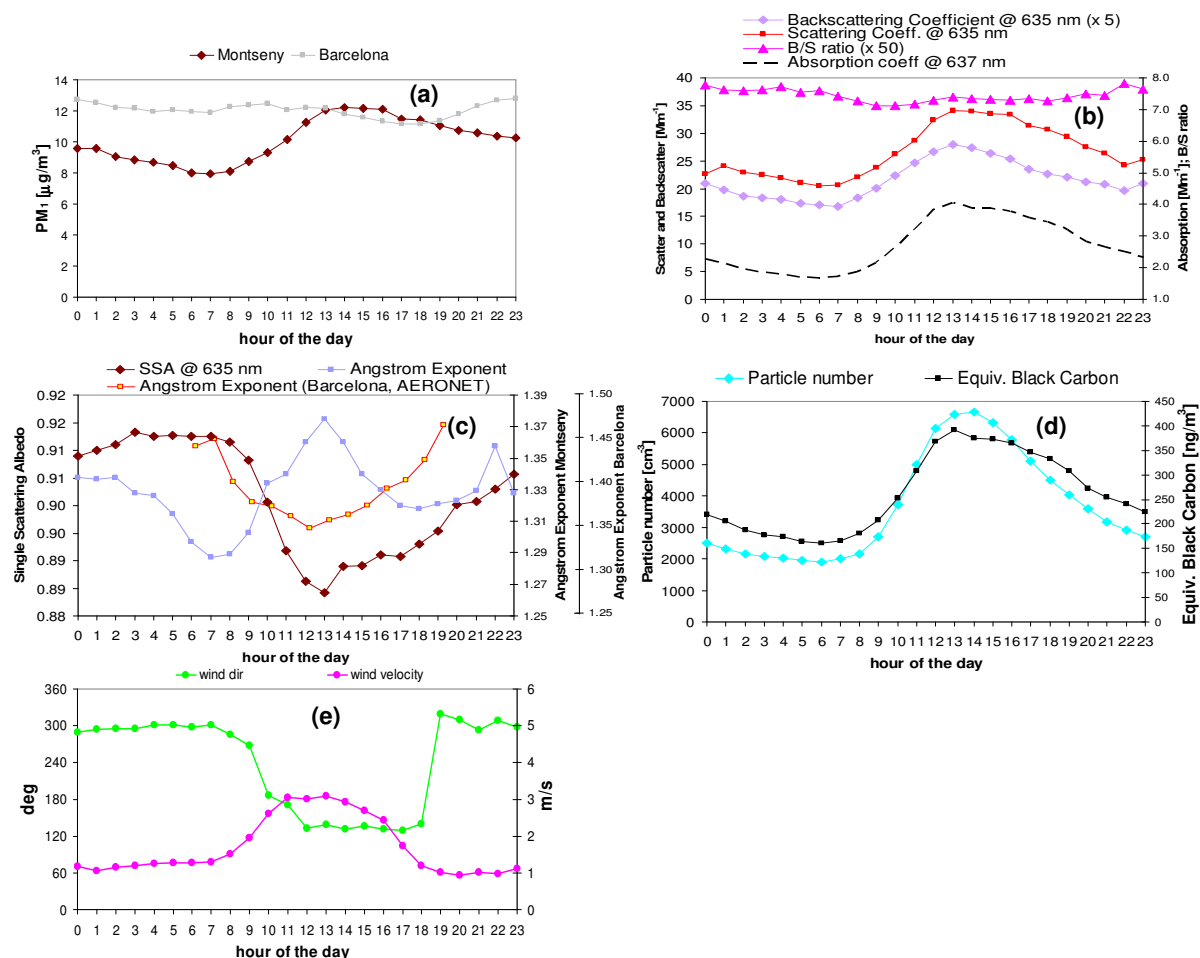 Montseny Barcelona
(a)
PM1 [µg/m3]
14
12
10
8
6
4
2
0
0 1 2 3 4 5 6 7 8 9 10 11 12 13 14 15 16 17 18 19 20 21 22 23
hour of the day
Backscattering Coefficient @ 635 nm (x 5)
Scattering Coeff. @ 635 nm
B/S ratio (x 50)
Absorption coeff @ 637 nm
(b)
Scatter and Backscatter [Mm-1]
40
35
30
25
20
15
10
5
0
8.0
7.0
6.0
5.0
4.0
3.0
2.0
1.0
Absorption [Mm-1]; B/S ratio
0 1 2 3 4 5 6 7 8 9 10 11 12 13 14 15 16 17 18 19 20 21 22 23
hour of the day
SSA @ 635 nm Angstrom Exponent
Angstrom Exponent (Barcelona, AERONET)
(c)
Single Scattering Albedo
0.92
0.92
0.91
0.91
0.90
0.90
0.89
0.89
0.88
1.39
1.37
1.35
1.33
1.31
1.29
1.27
1.25
Angstrom Exponent Montseny
1.50
1.45
1.40
1.35
1.30
1.25
Angstrom Exponent Barcelona
0 1 2 3 4 5 6 7 8 9 10 11 12 13 14 15 16 17 18 19 20 21 22 23
hour of the day
Particle number Equiv. Black Carbon
(d)
Particle number [cm-3]
7000
6000
5000
4000
3000
2000
1000
0
450
400
350
300
250
200
150
100
50
0
Equiv. Black Carbon [ng/m3]
0 1 2 3 4 5 6 7 8 9 10 11 12 13 14 15 16 17 18 19 20 21 22 23
hour of the day
wind dir wind velocity
(e)
deg
360
300
240
180
120
60
0
6
5
4
3
2
1
0
m/s
0 1 2 3 4 5 6 7 8 9 10 11 12 13 14 15 16 17 18 19 20 21 22 23
hour of the day